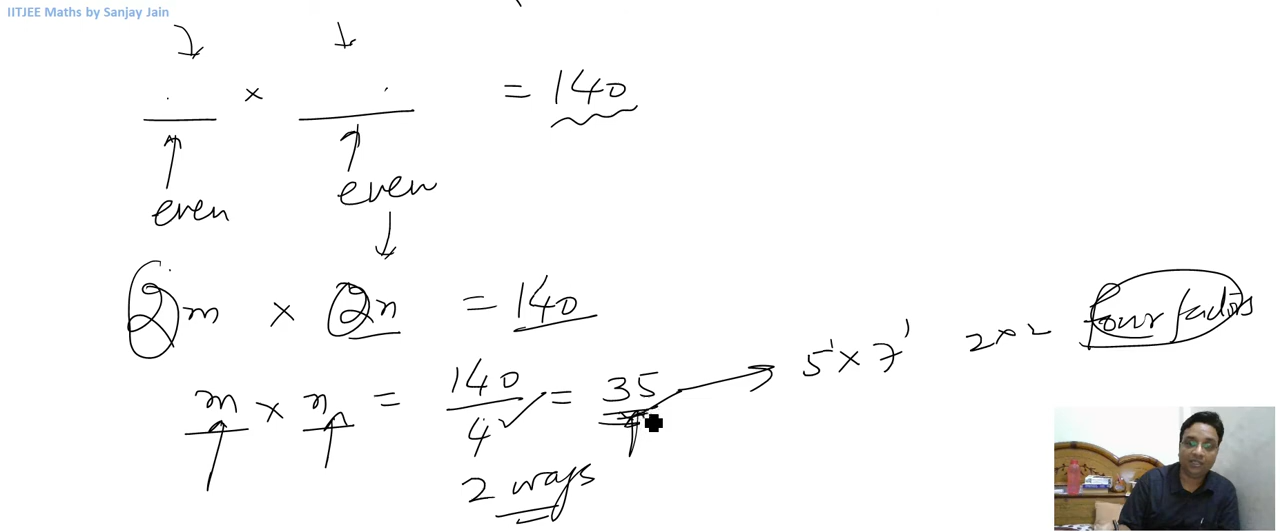 IITJEE Maths by Sanjay Jain
× = 140
even even
2m × 2n = 140
m × n = 140/4 = 35 → 5¹ × 7¹ 2×2 four factors
2 ways